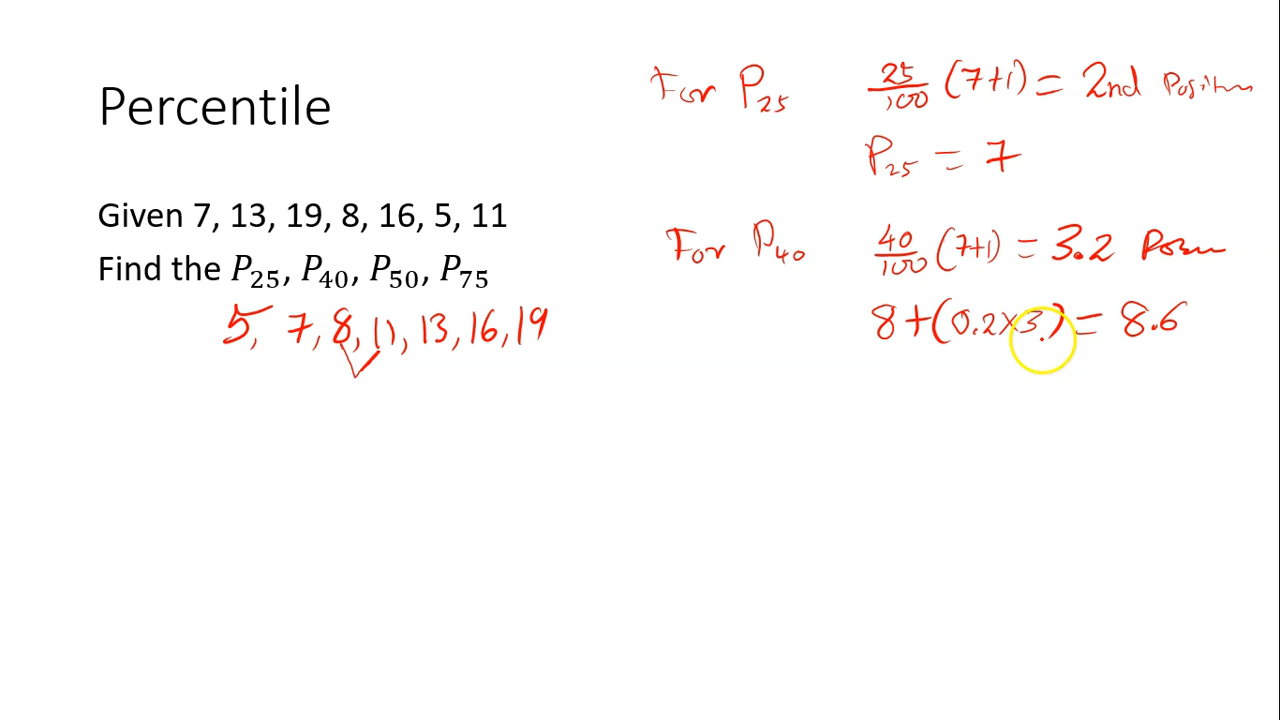 Percentile
Given 7, 13, 19, 8, 16, 5, 11
Find the P₂₅, P₄₀, P₅₀, P₇₅
5, 7, 8, 11, 13, 16, 19
For P₂₅ 25/100 (7+1) = 2nd Position
P₂₅ = 7
For P₄₀ 40/100 (7+1) = 3.2
8+(0.2×3) = 8.6